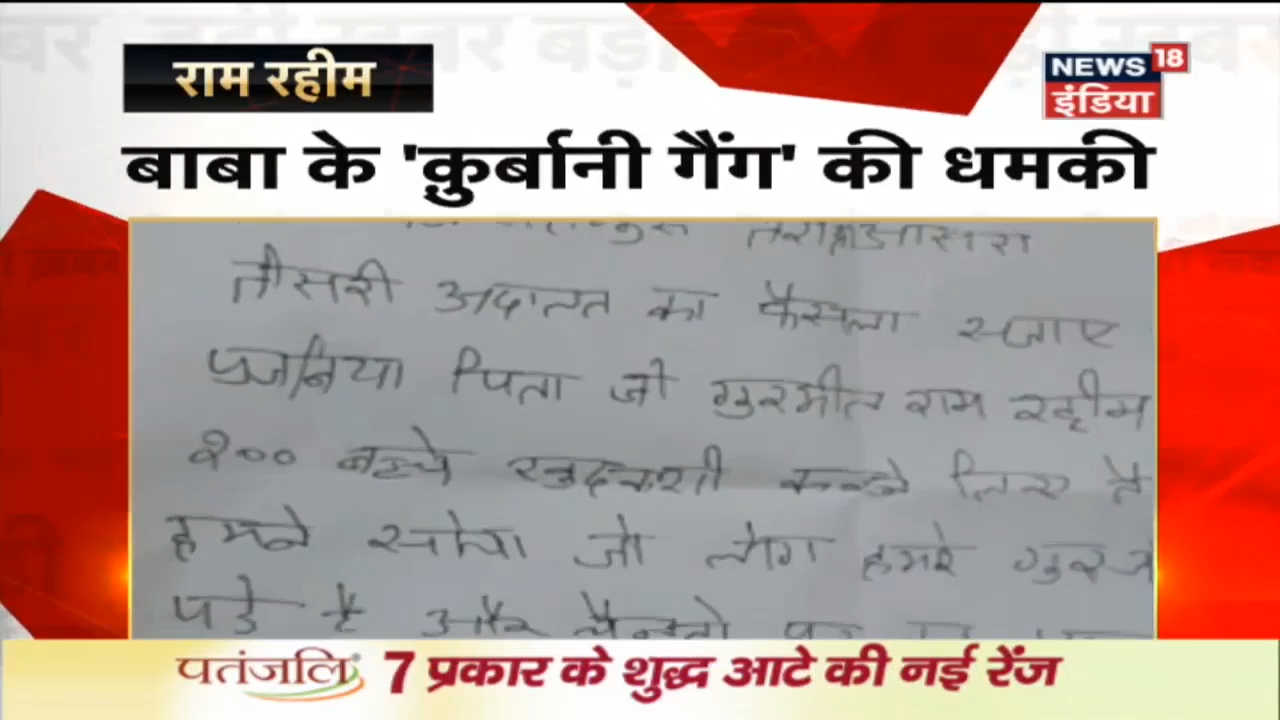 राम रहीम
NEWS 18
इंडिया
बाबा के 'क़ुर्बानी गैंग' की धमकी
तीसरी अदालत का फैसला
पिता जी गुरमीत राम रहीम
२०० बच्चे खुदकुशी लिए
हमने सोचा जो लोग हमारे
पडे है और
पतंजलि 7 प्रकार के शुद्ध आटे की नई रेंज